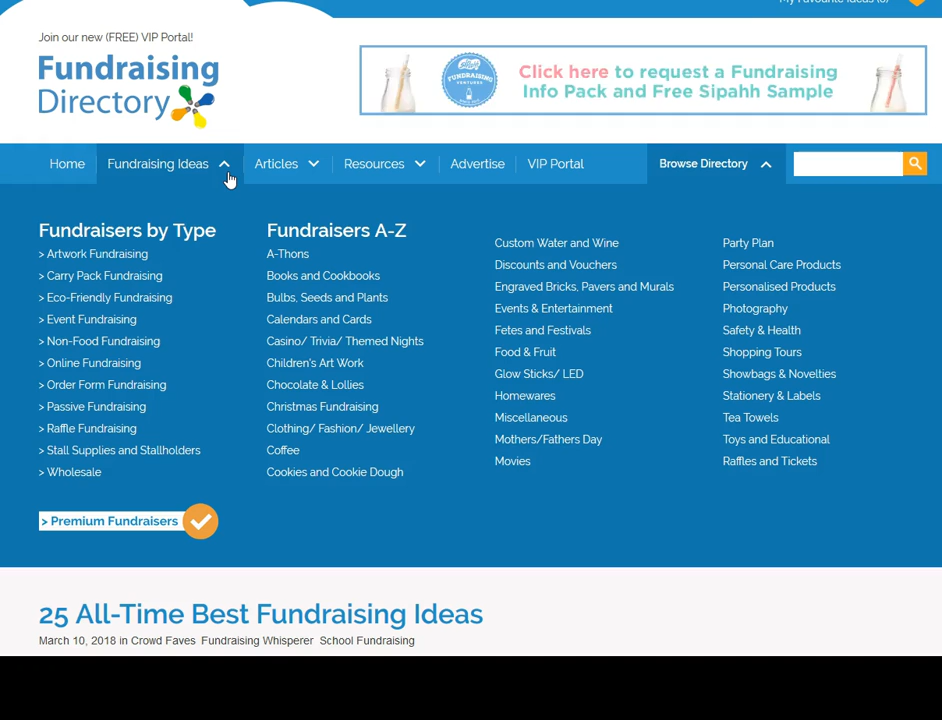 Join our new (FREE) VIP Portal!
Fundraising
Directory
FUNDRAISING
Click here to request a Fundraising
Info Pack and Free Sipahh Sample
Home
Fundraising Ideas
Articles
Resources
Advertise
VIP Portal
Browse Directory
Fundraisers by Type
> Artwork Fundraising
> Carry Pack Fundraising
> Eco-Friendly Fundraising
> Event Fundraising
> Non-Food Fundraising
> Online Fundraising
> Order Form Fundraising
> Passive Fundraising
> Raffle Fundraising
> Stall Supplies and Stallholders
> Wholesale
> Premium Fundraisers
Fundraisers A-Z
A-Thons
Books and Cookbooks
Bulbs, Seeds and Plants
Calendars and Cards
Casino/ Trivia/ Themed Nights
Children's Art Work
Chocolate & Lollies
Christmas Fundraising
Clothing/ Fashion/ Jewellery
Coffee
Cookies and Cookie Dough
Custom Water and Wine
Discounts and Vouchers
Engraved Bricks, Pavers and Murals
Events & Entertainment
Fetes and Festivals
Food & Fruit
Glow Sticks/ LED
Homewares
Miscellaneous
Mothers/Fathers Day
Movies
Party Plan
Personal Care Products
Personalised Products
Photography
Safety & Health
Shopping Tours
Showbags & Novelties
Stationery & Labels
Tea Towels
Toys and Educational
Raffles and Tickets
25 All-Time Best Fundraising Ideas
March 10, 2018 in Crowd Faves Fundraising Whisperer School Fundraising